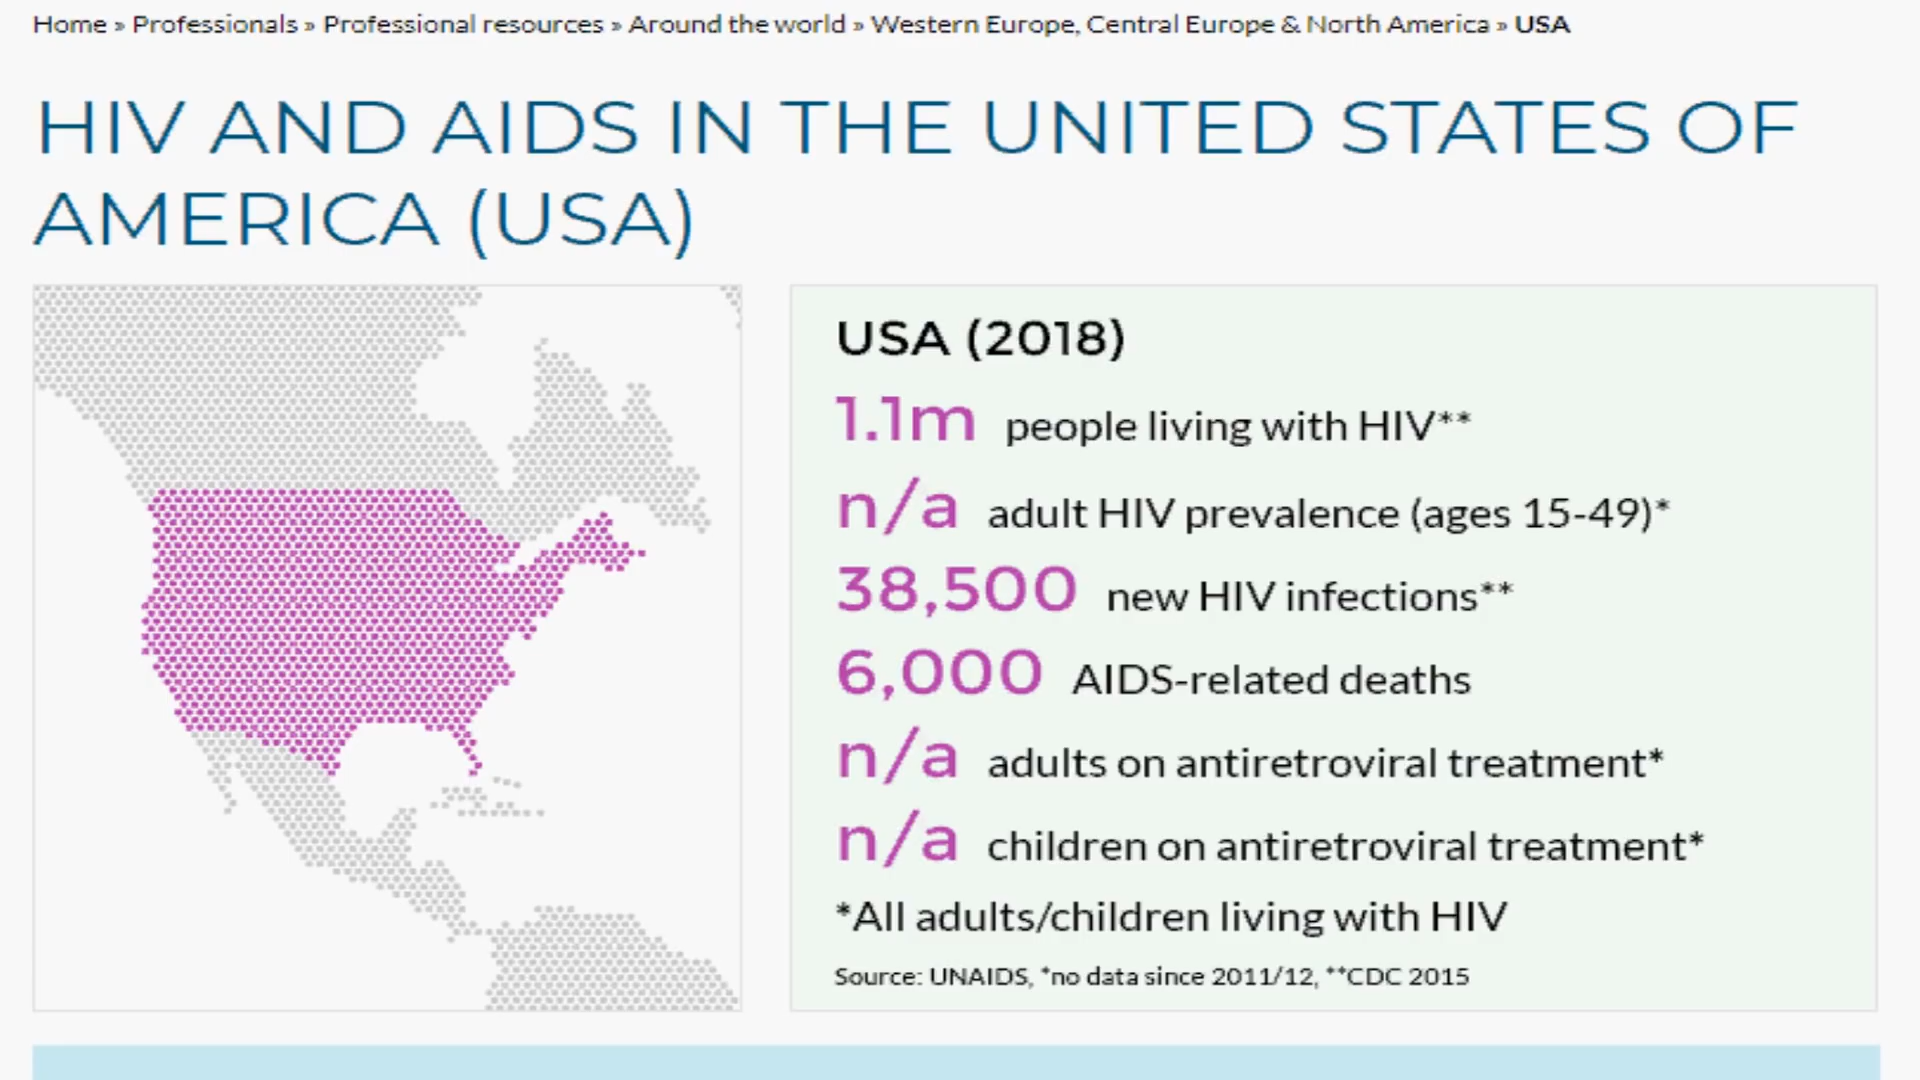 Home » Professionals » Professional resources » Around the world » Western Europe, Central Europe & North America » USA
HIV AND AIDS IN THE UNITED STATES OF
AMERICA (USA)
USA (2018)
1.1m people living with HIV**
n/a adult HIV prevalence (ages 15-49)*
38,500 new HIV infections**
6,000 AIDS-related deaths
n/a adults on antiretroviral treatment*
n/a children on antiretroviral treatment*
*All adults/children living with HIV
Source: UNAIDS, *no data since 2011/12, **CDC 2015